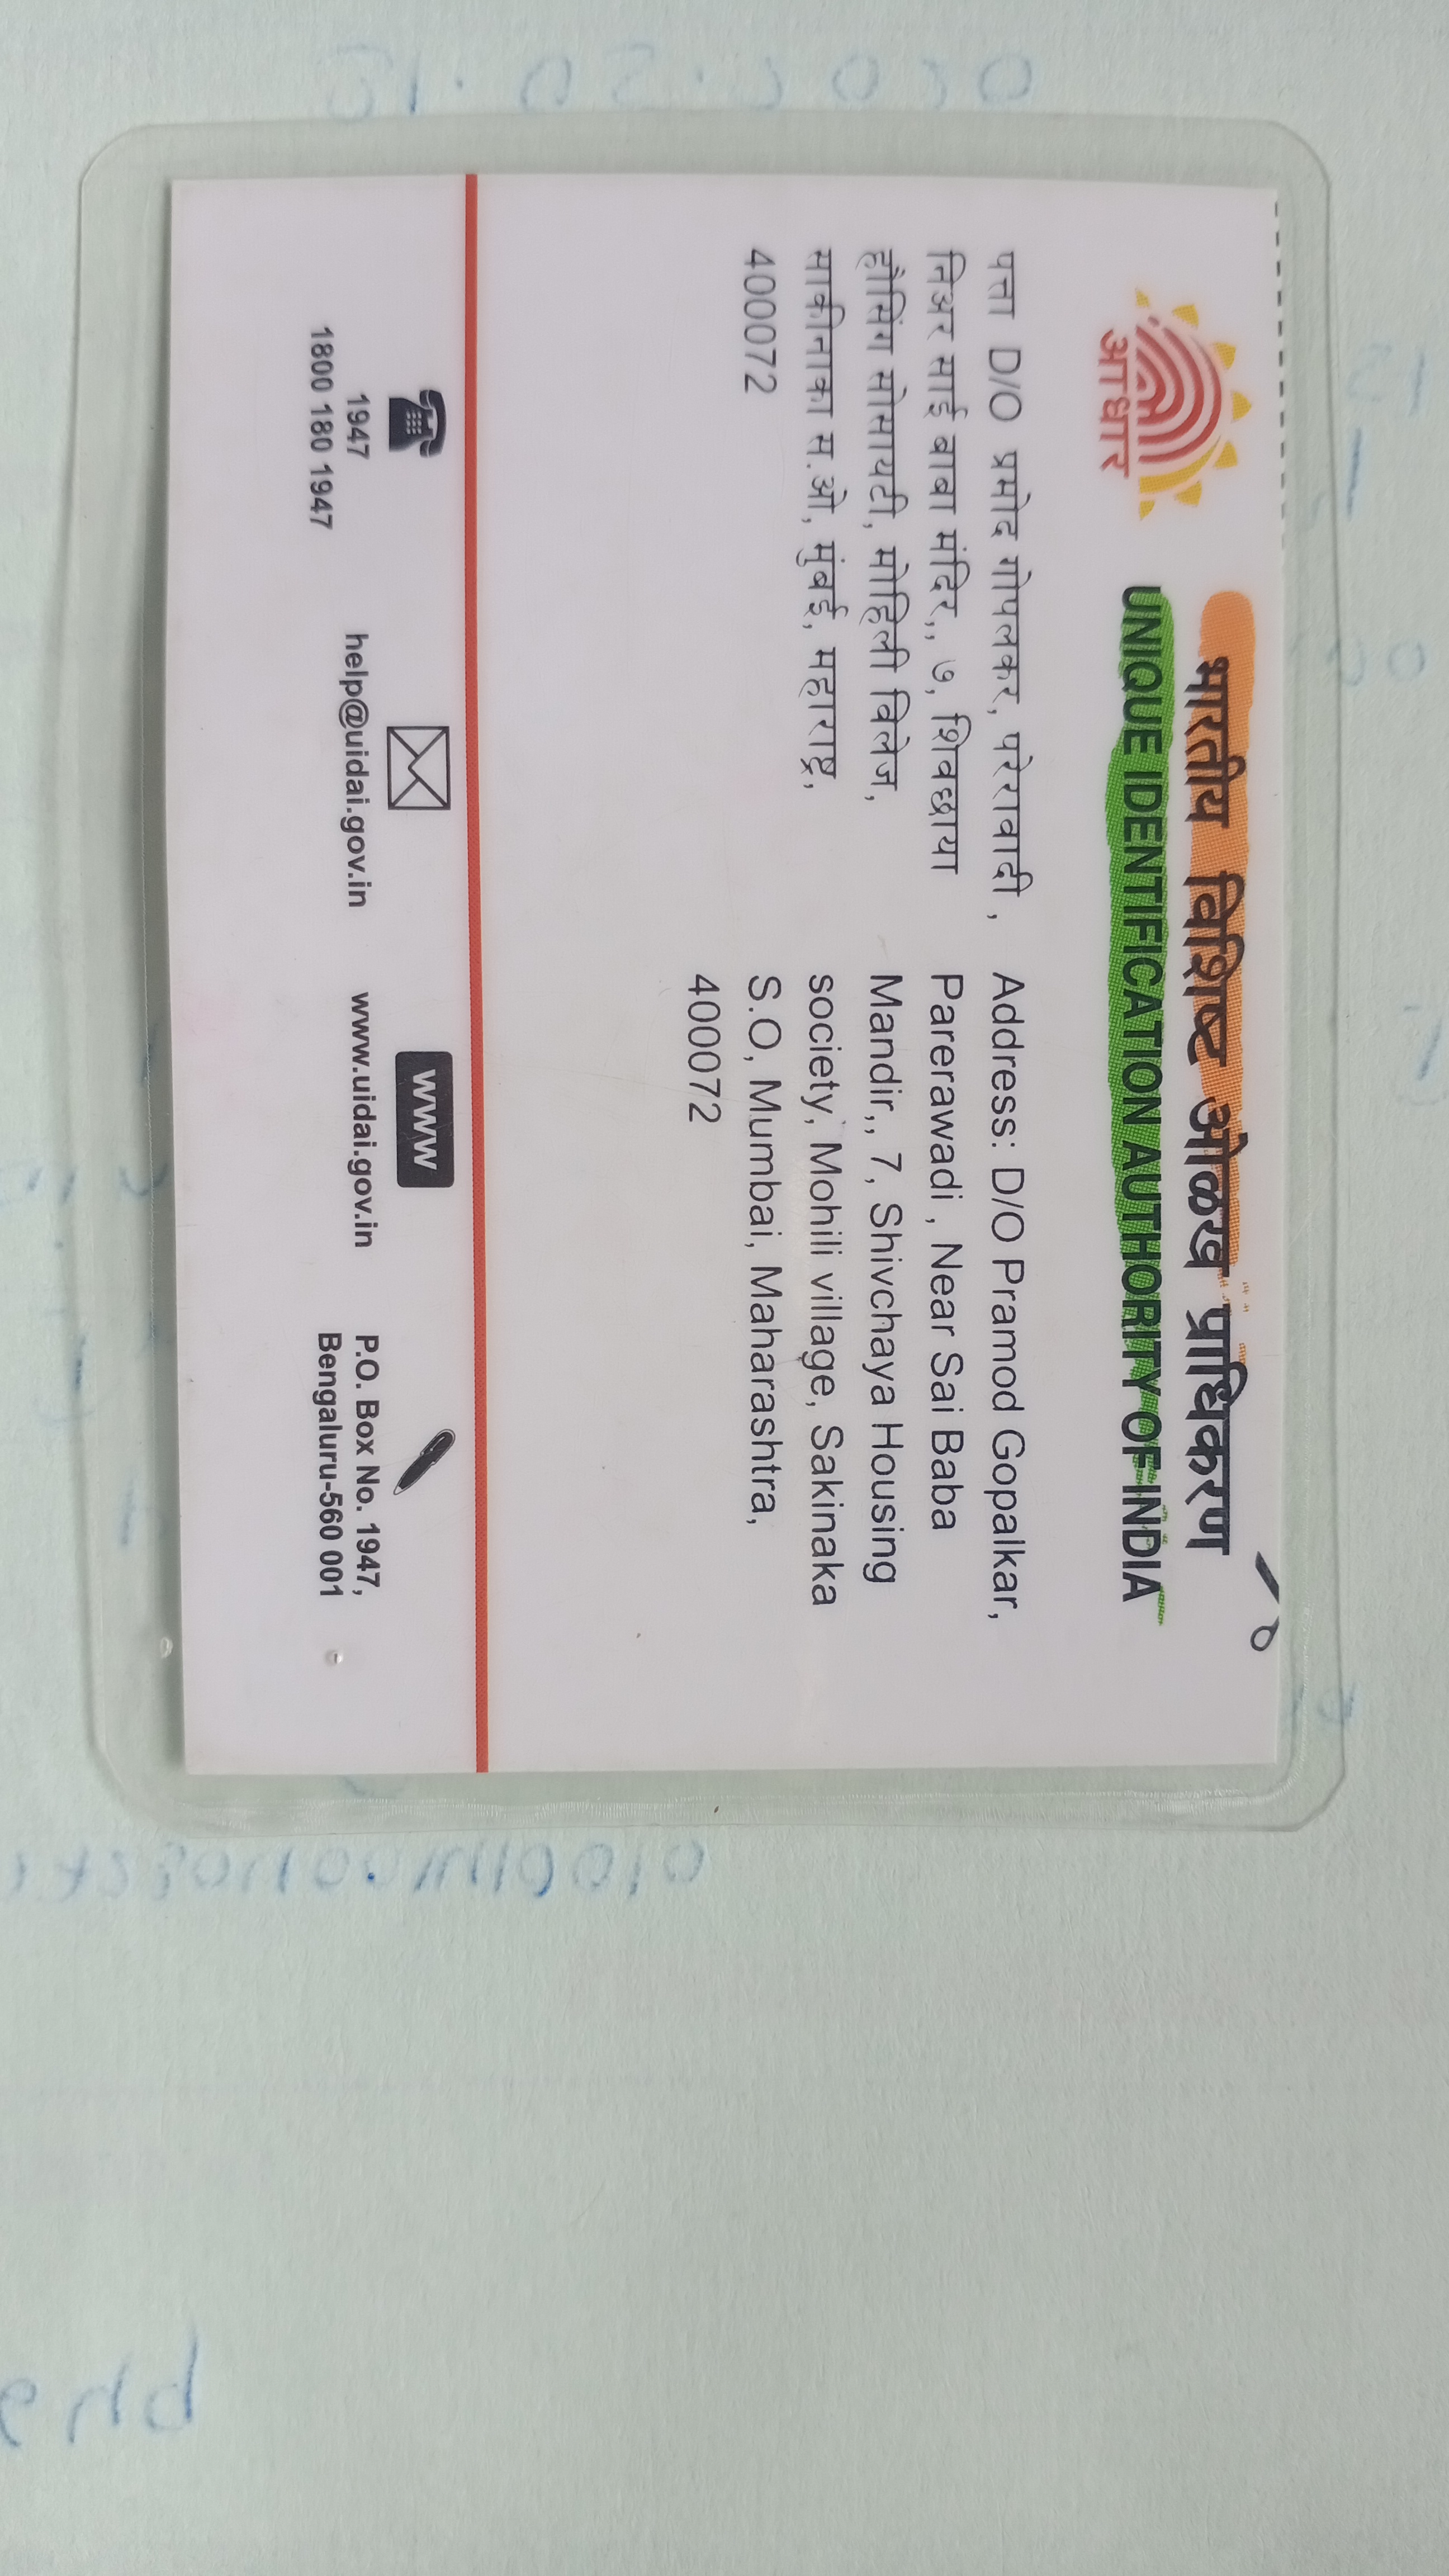 आधार
भारतीय विशिष्ट ओळख प्राधिकरण
UNIQUE IDENTIFICATION AUTHORITY OF INDIA
पत्ता D/O प्रमोद गोपलकर, परेरावादी ,
निअर साई बाबा मंदिर,, ७, शिवछाया
हौसिंग सोसायटी, मोहिली विलेज,
साकीनाका स.ओ, मुंबई, महाराष्ट्र,
400072
Address: D/O Pramod Gopalkar,
Parerawadi , Near Sai Baba
Mandir,, 7, Shivchaya Housing
society, Mohili village, Sakinaka
S.O, Mumbai, Maharashtra,
400072
1947
1800 180 1947
help@uidai.gov.in
www
www.uidai.gov.in
P.O. Box No. 1947,
Bengaluru-560 001